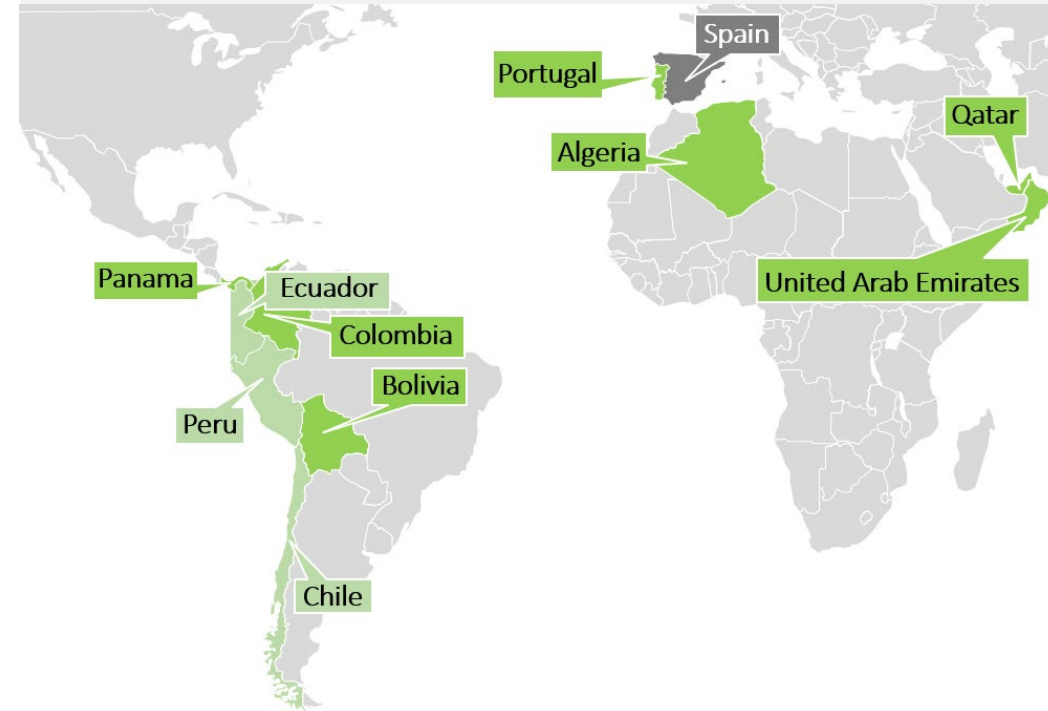 Spain
Portugal
Qatar
Algeria
United Arab Emirates
Panama
Ecuador
Colombia
Bolivia
Peru
Chile